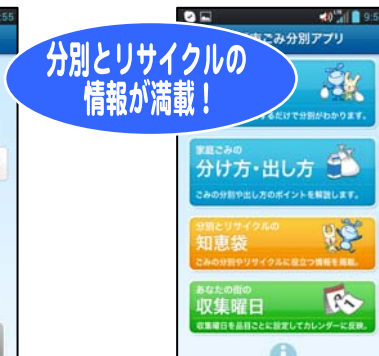 :55
9:5
分別とリサイクルの
情報が満載！
ごみ分別アプリ
るだけで分別がわかります。
家庭ごみの
分け方・出し方
ごみの分別や出し方のポイントを解説します。
分別とリサイクルの
知恵袋
ごみの分別やリサイクルに役立つ情報を掲載。
あなたの街の
収集曜日
収集曜日を品目ごとに設定してカレンダーに反映。